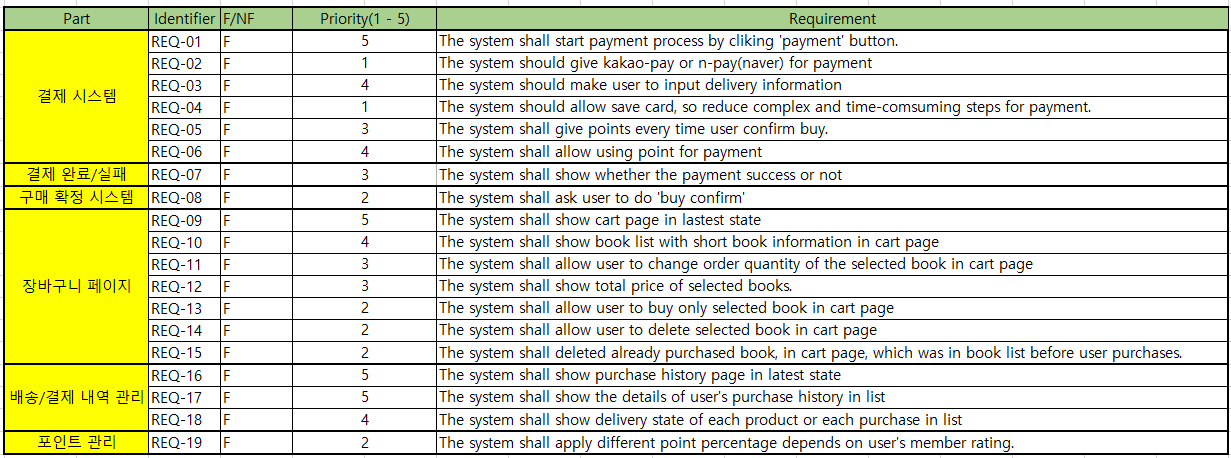 Part Identifier F/NF Priority(1 - 5) Requirement
결제 시스템
REQ-01 F 5 The system shall start payment process by cliking 'payment' button.
REQ-02 F 1 The system should give kakao-pay or n-pay(naver) for payment
REQ-03 F 4 The system should make user to input delivery information
REQ-04 F 1 The system should allow save card, so reduce complex and time-comsuming steps for payment.
REQ-05 F 3 The system shall give points every time user confirm buy.
REQ-06 F 4 The system shall allow using point for payment
결제 완료/실패 REQ-07 F 3 The system shall show whether the payment success or not
구매 확정 시스템 REQ-08 F 2 The system shall ask user to do 'buy confirm'
장바구니 페이지
REQ-09 F 5 The system shall show cart page in lastest state
REQ-10 F 4 The system shall show book list with short book information in cart page
REQ-11 F 3 The system shall allow user to change order quantity of the selected book in cart page
REQ-12 F 3 The system shall show total price of selected books.
REQ-13 F 2 The system shall allow user to buy only selected book in cart page
REQ-14 F 2 The system shall allow user to delete selected book in cart page
REQ-15 F 2 The system shall deleted already purchased book, in cart page, which was in book list before user purchases.
배송/결제 내역 관리
REQ-16 F 5 The system shall show purchase history page in latest state
REQ-17 F 5 The system shall show the details of user's purchase history in list
REQ-18 F 4 The system shall show delivery state of each product or each purchase in list
포인트 관리 REQ-19 F 2 The system shall apply different point percentage depends on user's member rating.